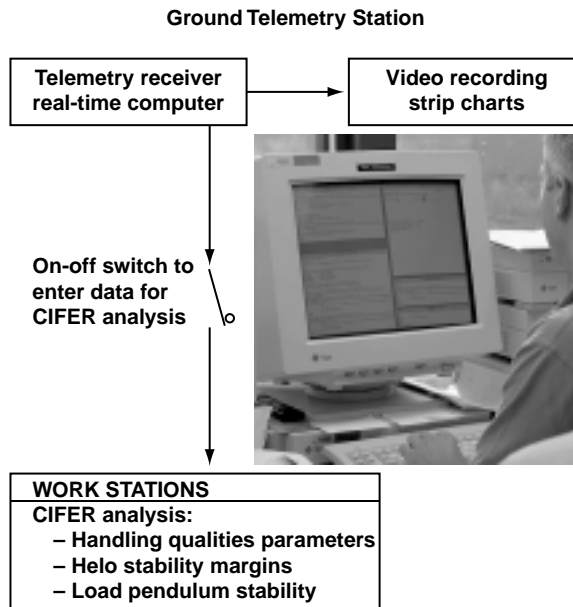 Ground Telemetry Station
Telemetry receiver
real-time computer
Video recording
strip charts
On-off switch to
enter data for
CIFER analysis
WORK STATIONS
CIFER analysis:
– Handling qualities parameters
– Helo stability margins
– Load pendulum stability